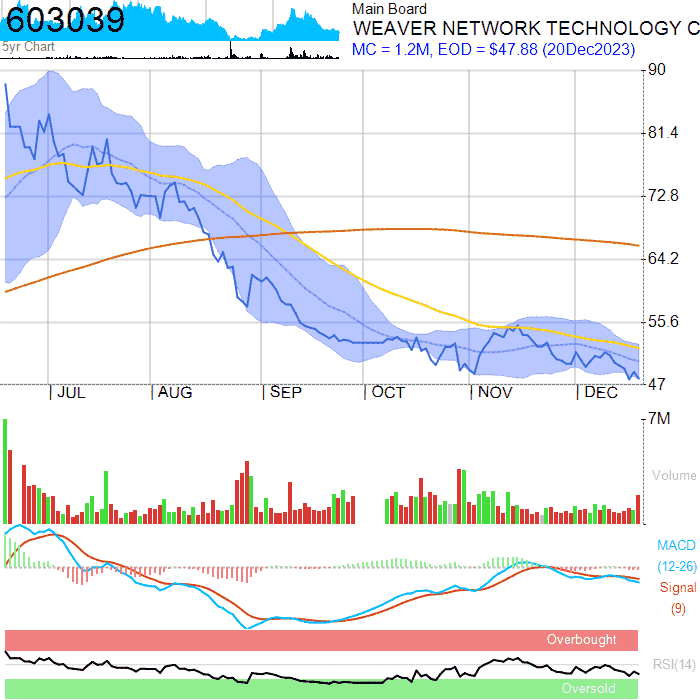 603039
5yr Chart
Main Board
WEAVER NETWORK TECHNOLOGY C
MC = 1.2M, EOD = $47.88 (20Dec2023)
90
81.4
72.8
64.2
55.6
47
JUL AUG SEP OCT NOV DEC
7M
Volume
MACD
(12-26)
Signal
(9)
Overbought
RSI(14)
Oversold